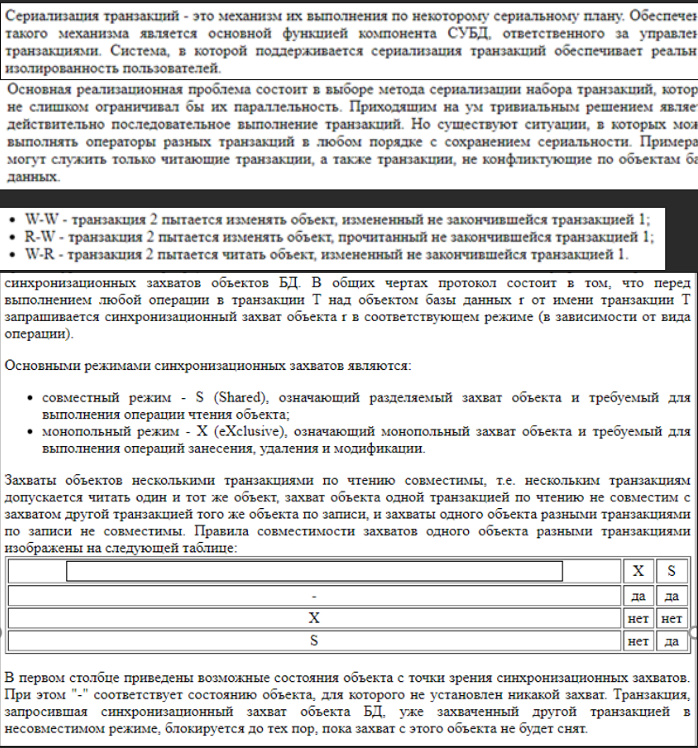 Сериализация транзакций - это механизм их выполнения по некоторому сериальному плану. Обеспечен
такого механизма является основной функцией компонента СУБД, ответственного за управлен
транзакциями. Система, в которой поддерживается сериализация транзакций обеспечивает реальн
изолированность пользователей.
Основная реализационная проблема состоит в выборе метода сериализации набора транзакций, котор
не слишком ограничивал бы их параллельность. Приходящим на ум тривиальным решением являе
действительно последовательное выполнение транзакций. Но существуют ситуации, в которых мож
выполнять операторы разных транзакций в любом порядке с сохранением сериальности. Примера
могут служить только читающие транзакции, а также транзакции, не конфликтующие по объектам ба
данных.
• W-W - транзакция 2 пытается изменять объект, измененный не закончившейся транзакцией 1;
• R-W - транзакция 2 пытается изменять объект, прочитанный не закончившейся транзакцией 1;
• W-R - транзакция 2 пытается читать объект, измененный не закончившейся транзакцией 1.
синхронизационных захватов объектов БД. В общих чертах протокол состоит в том, что перед
выполнением любой операции в транзакции T над объектом базы данных r от имени транзакции T
запрашивается синхронизационный захват объекта r в соответствующем режиме (в зависимости от вида
операции).
Основными режимами синхронизационных захватов являются:
• совместный режим - S (Shared), означающий разделяемый захват объекта и требуемый для
выполнения операции чтения объекта;
• монопольный режим - X (eXclusive), означающий монопольный захват объекта и требуемый для
выполнения операций занесения, удаления и модификации.
Захваты объектов несколькими транзакциями по чтению совместимы, т.е. нескольким транзакциям
допускается читать один и тот же объект, захват объекта одной транзакцией по чтению не совместим с
захватом другой транзакцией того же объекта по записи, и захваты одного объекта разными транзакциями
по записи не совместимы. Правила совместимости захватов одного объекта разными транзакциями
изображены на следующей таблице:
X S
- да да
X нет нет
S нет да
В первом столбце приведены возможные состояния объекта с точки зрения синхронизационных захватов.
При этом "-" соответствует состоянию объекта, для которого не установлен никакой захват. Транзакция,
запросившая синхронизационный захват объекта БД, уже захваченный другой транзакцией в
несовместимом режиме, блокируется до тех пор, пока захват с этого объекта не будет снят.